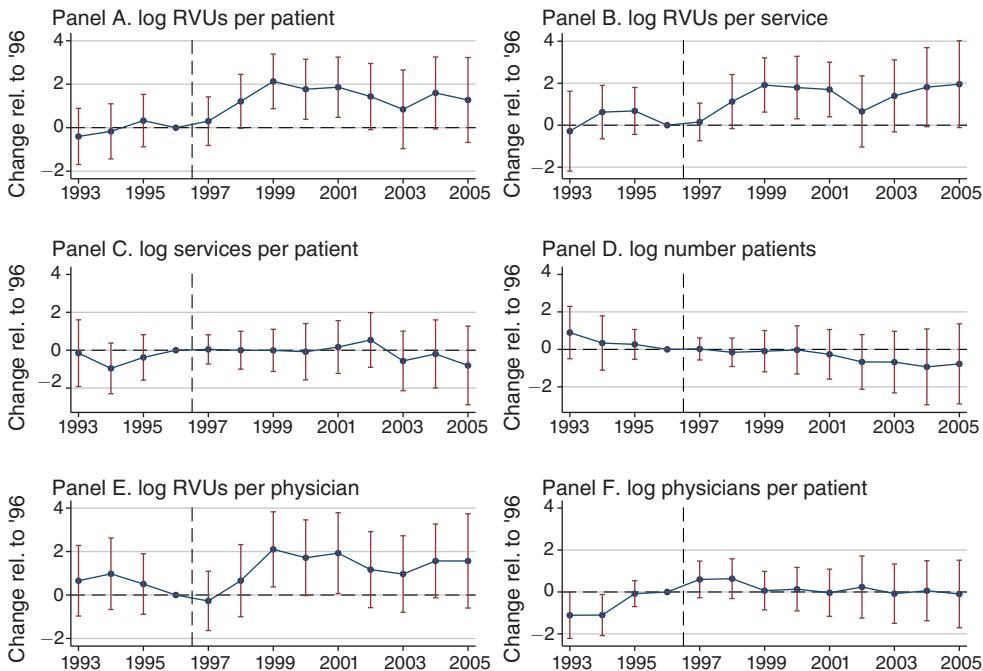 Panel A. log RVUs per patient
Change rel. to '96
4
2
0
−2
1993 1995 1997 1999 2001 2003 2005
Panel B. log RVUs per service
Change rel. to '96
4
2
0
−2
1993 1995 1997 1999 2001 2003 2005
Panel C. log services per patient
Change rel. to '96
4
2
0
−2
1993 1995 1997 1999 2001 2003 2005
Panel D. log number patients
Change rel. to '96
4
2
0
−2
1993 1995 1997 1999 2001 2003 2005
Panel E. log RVUs per physician
Change rel. to '96
4
2
0
−2
1993 1995 1997 1999 2001 2003 2005
Panel F. log physicians per patient
Change rel. to '96
4
2
0
−2
1993 1995 1997 1999 2001 2003 2005